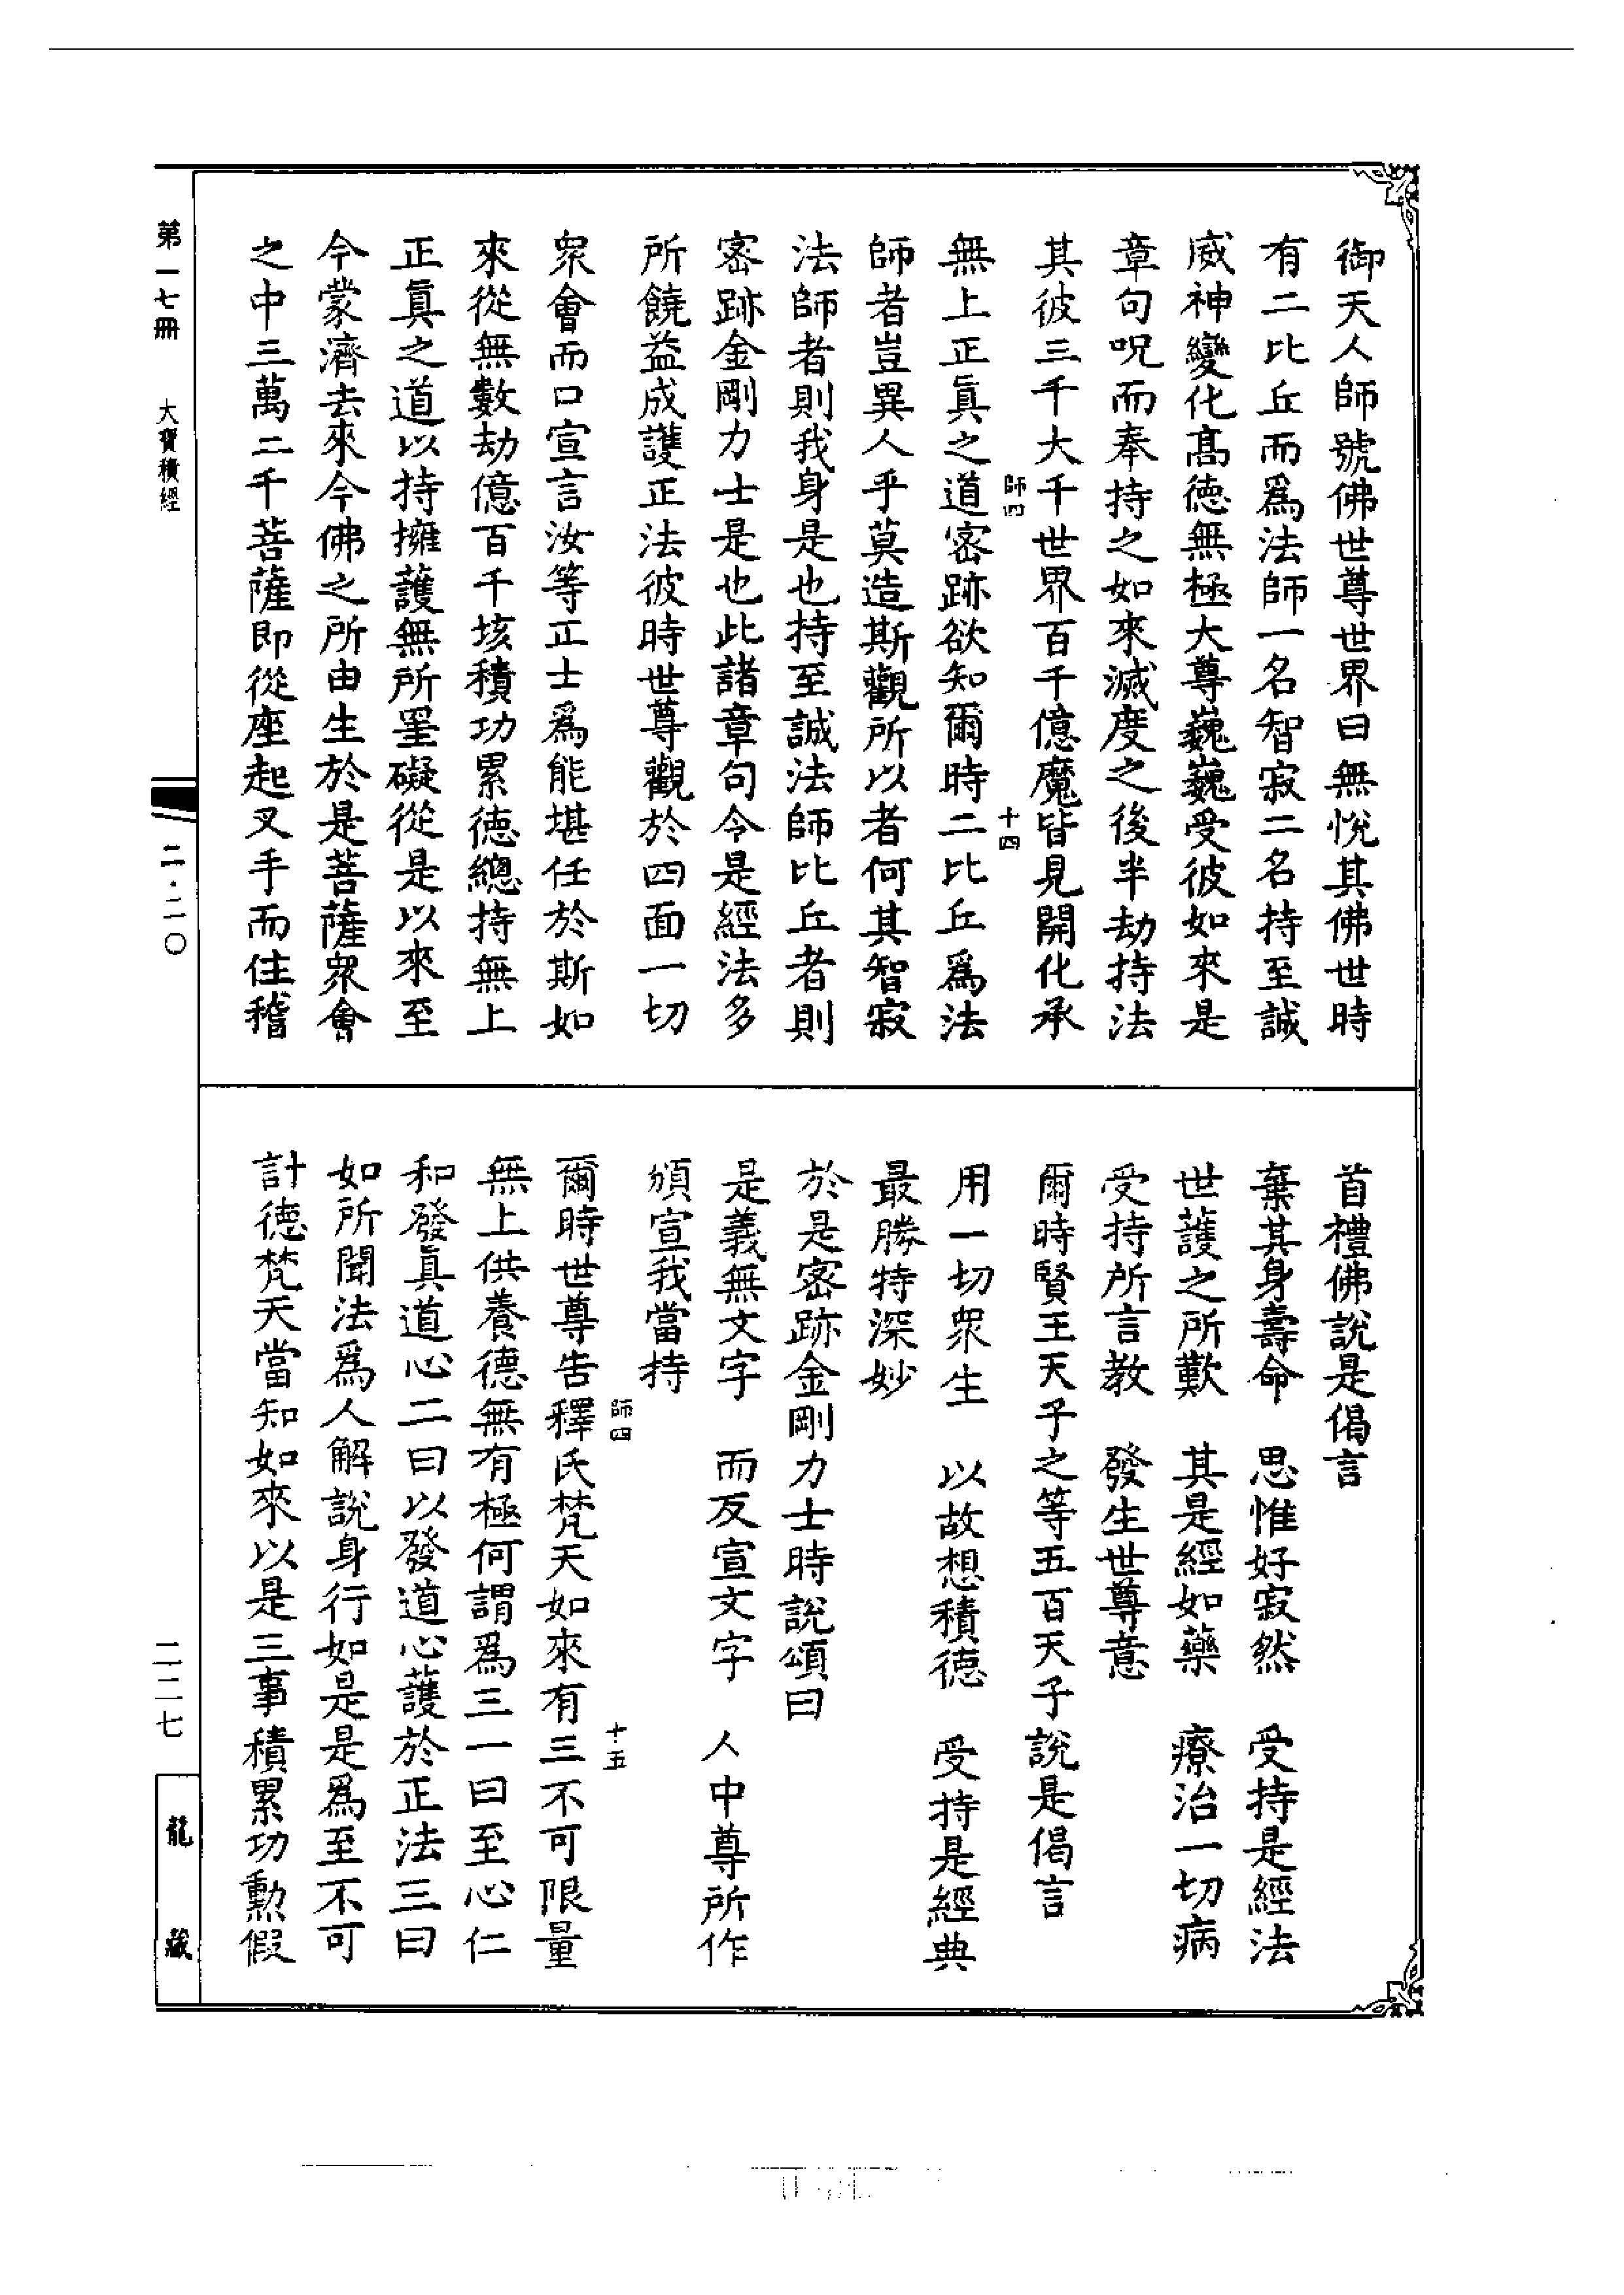 御天人師號佛世尊世界曰無恱其佛世時
有二比丘而爲法師一名智寂二名持至誠
威神變化髙德無極大尊巍巍受彼如來是
章句呪而奉持之如來滅度之後半劫持法
其彼三千大千世界百千億魔皆見開化承
師四
十四
無上正真之道密跡欲知爾時二比丘爲法
師者豈異人乎莫造斯觀所以者何其智寂
法師者則我身是也持至誠法師比丘者則
密跡金剛力士是也此諸章句令是經法多
所饒益成護正法彼時世尊觀於四面一切
衆會而口宣言汝等正士爲能堪任於斯如
來從無數劫億百千垓積功累德總持無上
正真之道以持擁護無所罣礙從是以來至
今蒙濟去來今佛之所由生於是菩薩衆會
之中三萬二千菩薩即從座起叉手而住稽
首禮佛說是偈言
棄其身壽命　思惟好寂然　受持是經法
世護之所歎　其是經如藥　療治一切病
受持所言教　發生世尊意
爾時賢王天子之等五百天子說是偈言
用一切衆生　以故想積德　受持是經典
最勝特深妙
於是密跡金剛力士時說頌曰
是義無文字　而反宣文字　人中尊所作
頒宣我當持
師四
十五
爾時世尊告釋氏梵天如來有三不可限量
無上供養德無有極何謂爲三一曰至心仁
和發真道心二曰以發道心護於正法三曰
如所聞法爲人解說身行如是是爲至不可
計德梵天當知如來以是三事積累功勲假
第一七冊
大寶積經
二·二〇
二二七
龍藏